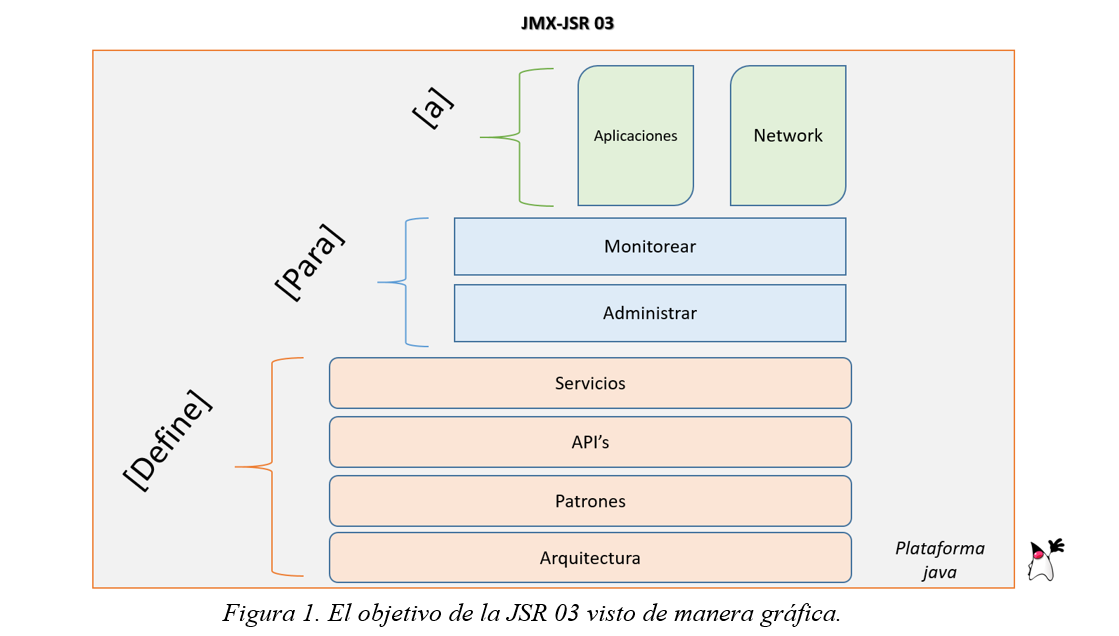 JMX-JSR 03
[a]
Aplicaciones
Network
[Para]
Monitorear
Administrar
[Define]
Servicios
API's
Patrones
Arquitectura
Plataforma
java
Figura 1. El objetivo de la JSR 03 visto de manera gráfica.